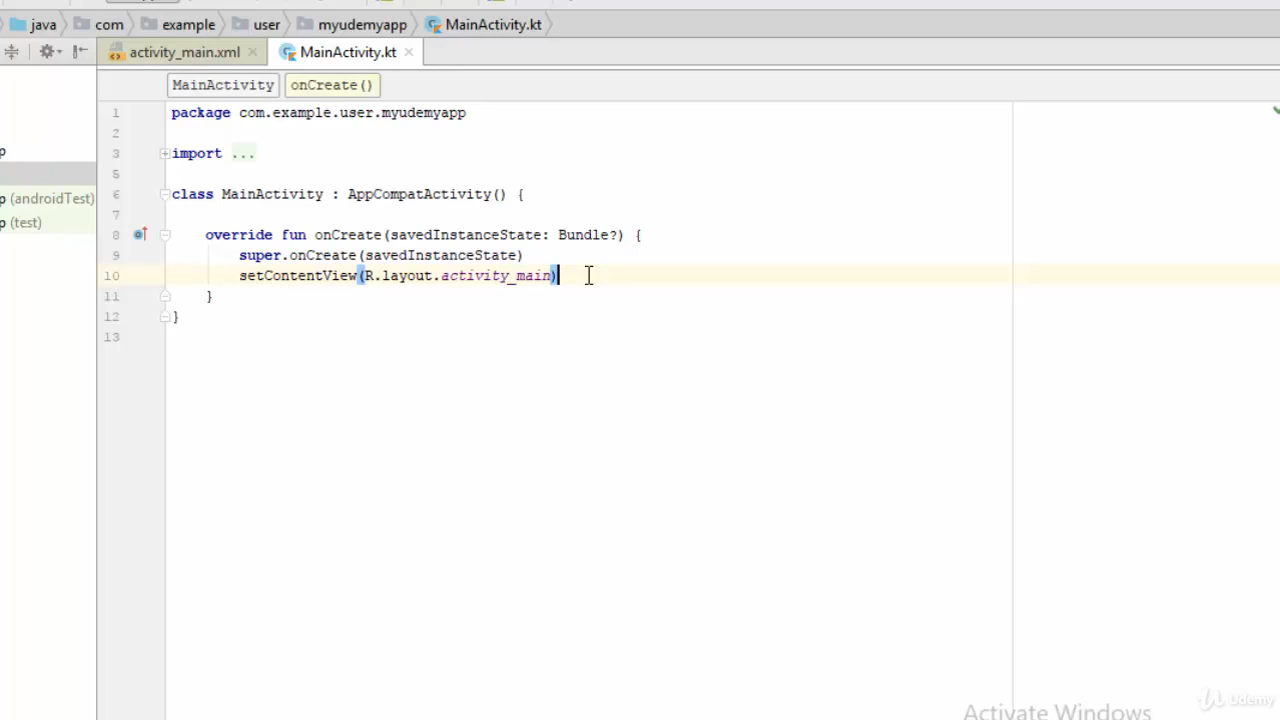 java com example user myudemyapp MainActivity.kt
activity_main.xml MainActivity.kt
MainActivity onCreate()
1 package com.example.user.myudemyapp
2
3 import ...
5
6 class MainActivity : AppCompatActivity() {
7
8 override fun onCreate(savedInstanceState: Bundle?) {
9 super.onCreate(savedInstanceState)
10 setContentView(R.layout.activity_main)
11 }
12 }
13
p
p (androidTest)
p (test)
Udemy
Activate Windows